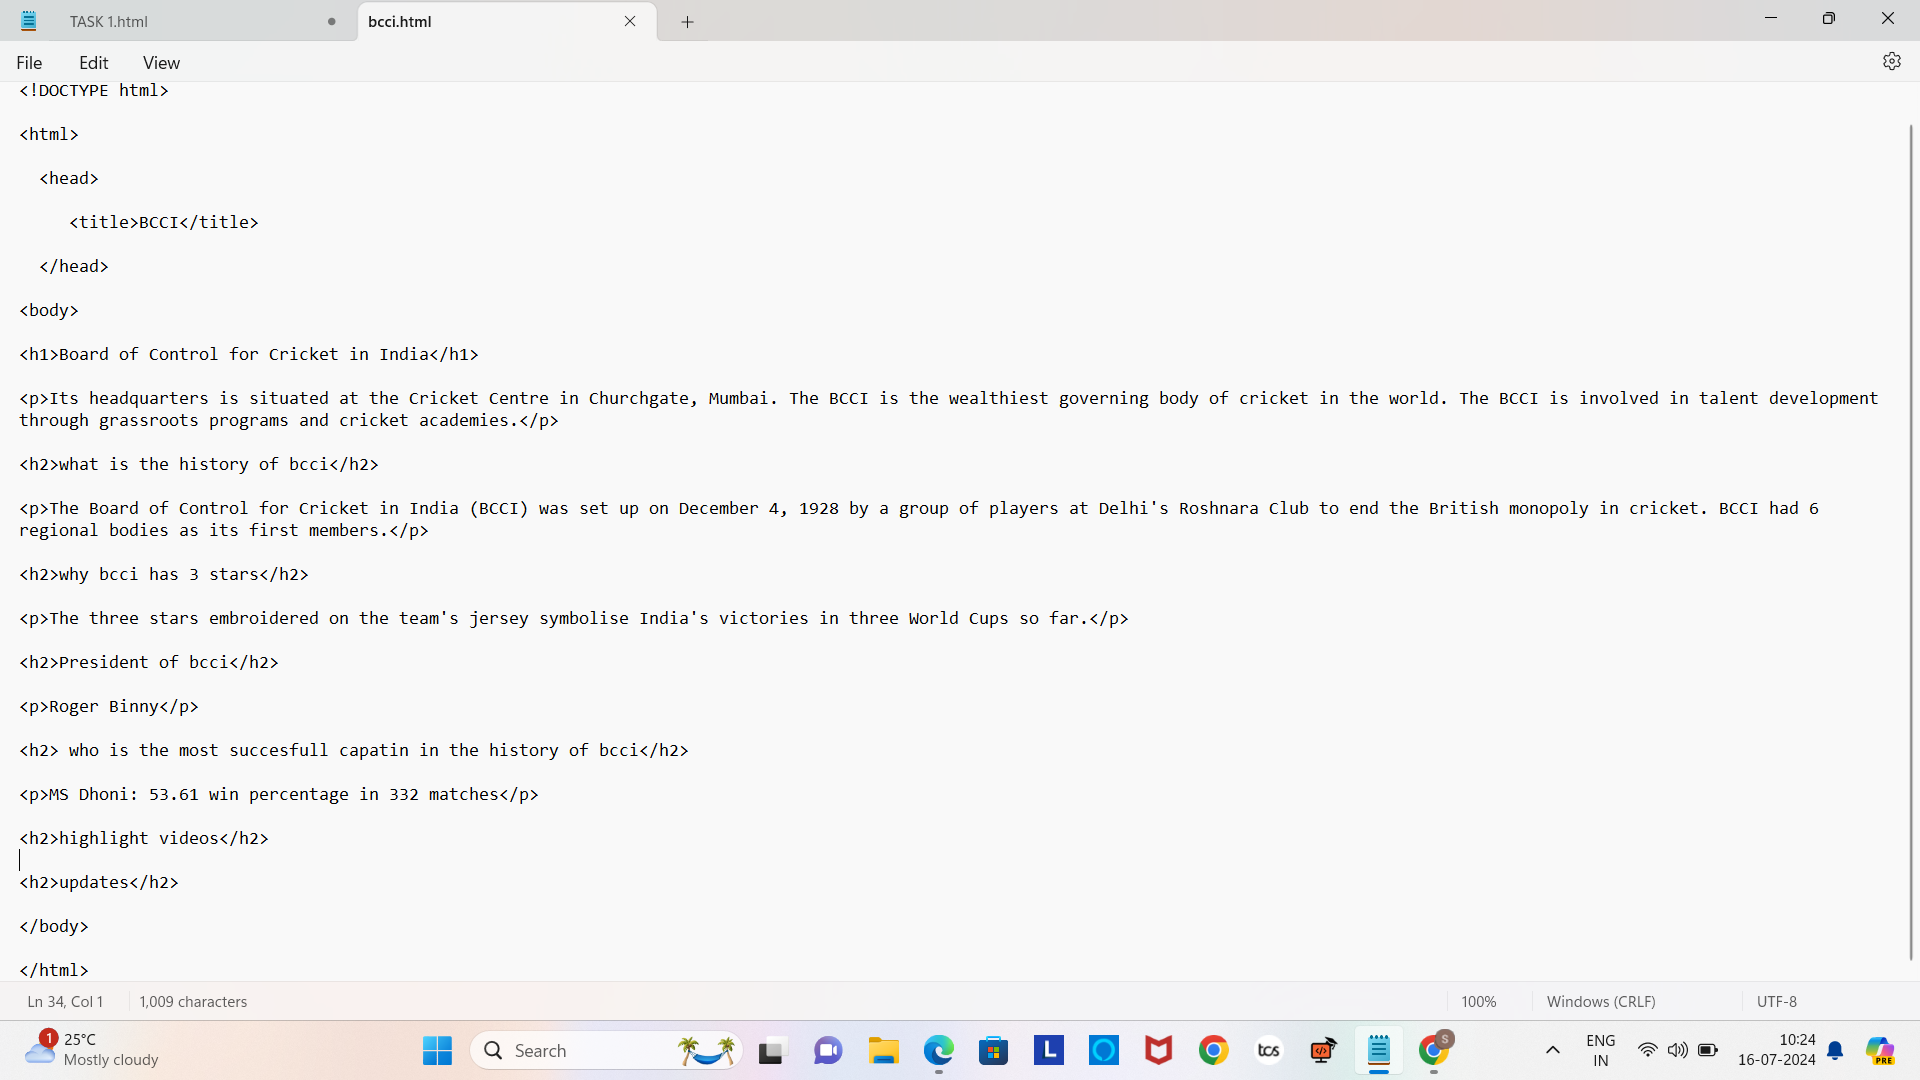 TASK 1.html
bcci.html
File Edit View
<!DOCTYPE html>
<html>
<head>
<title>BCCI</title>
</head>
<body>
<h1>Board of Control for Cricket in India</h1>
<p>Its headquarters is situated at the Cricket Centre in Churchgate, Mumbai. The BCCI is the wealthiest governing body of cricket in the world. The BCCI is involved in talent development
through grassroots programs and cricket academies.</p>
<h2>what is the history of bcci</h2>
<p>The Board of Control for Cricket in India (BCCI) was set up on December 4, 1928 by a group of players at Delhi's Roshnara Club to end the British monopoly in cricket. BCCI had 6
regional bodies as its first members.</p>
<h2>why bcci has 3 stars</h2>
<p>The three stars embroidered on the team's jersey symbolise India's victories in three World Cups so far.</p>
<h2>President of bcci</h2>
<p>Roger Binny</p>
<h2> who is the most succesfull capatin in the history of bcci</h2>
<p>MS Dhoni: 53.61 win percentage in 332 matches</p>
<h2>highlight videos</h2>
<h2>updates</h2>
</body>
</html>
Ln 34, Col 1 1,009 characters 100% Windows (CRLF) UTF-8
1
25°C
Mostly cloudy
Search
L
tcs
S
ENG
IN
10:24
16-07-2024
PRE